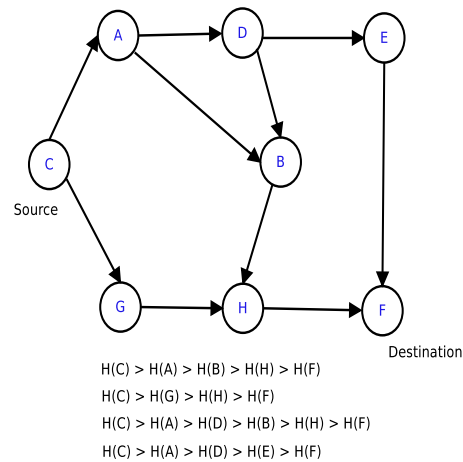 A
D
E
C
B
Source
G
H
F
Destination
H(C) > H(A) > H(B) > H(H) > H(F)
H(C) > H(G) > H(H) > H(F)
H(C) > H(A) > H(D) > H(B) > H(H) > H(F)
H(C) > H(A) > H(D) > H(E) > H(F)